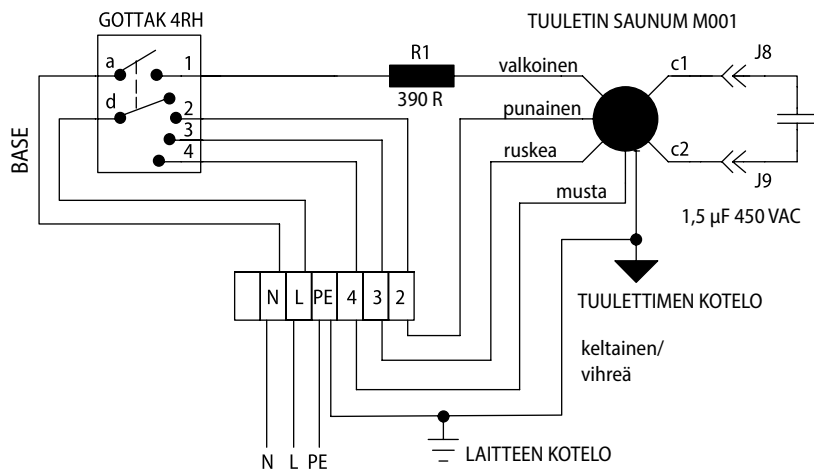 GOTTAK 4RH
TUULETIN SAUNUM M001
a
1
R1
valkoinen
c1
J8
d
390 R
2
punainen
3
BASE
4
ruskea
c2
J9
musta
1,5 µF 450 VAC
N L PE 4 3 2
TUULETTIMEN KOTELO
keltainen/
vihreä
N L PE
LAITTEEN KOTELO